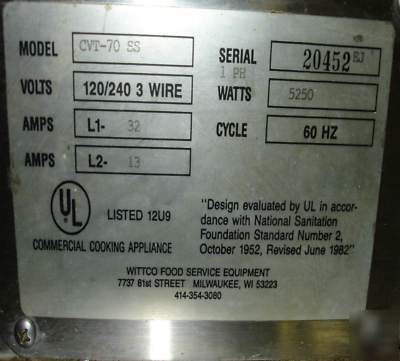 MODEL CVT-70 SS SERIAL 20452 RJ
VOLTS 120/240 3 WIRE 1 PH WATTS 5250
AMPS L1- 32 CYCLE 60 HZ
AMPS L2- 13
UL
LISTED 12U9
COMMERCIAL COOKING APPLIANCE
"Design evaluated by UL in accor-
dance with National Sanitation
Foundation Standard Number 2,
October 1952, Revised June 1982"
WITTCO FOOD SERVICE EQUIPMENT
7737 81st STREET MILWAUKEE, WI 53223
414-354-3080